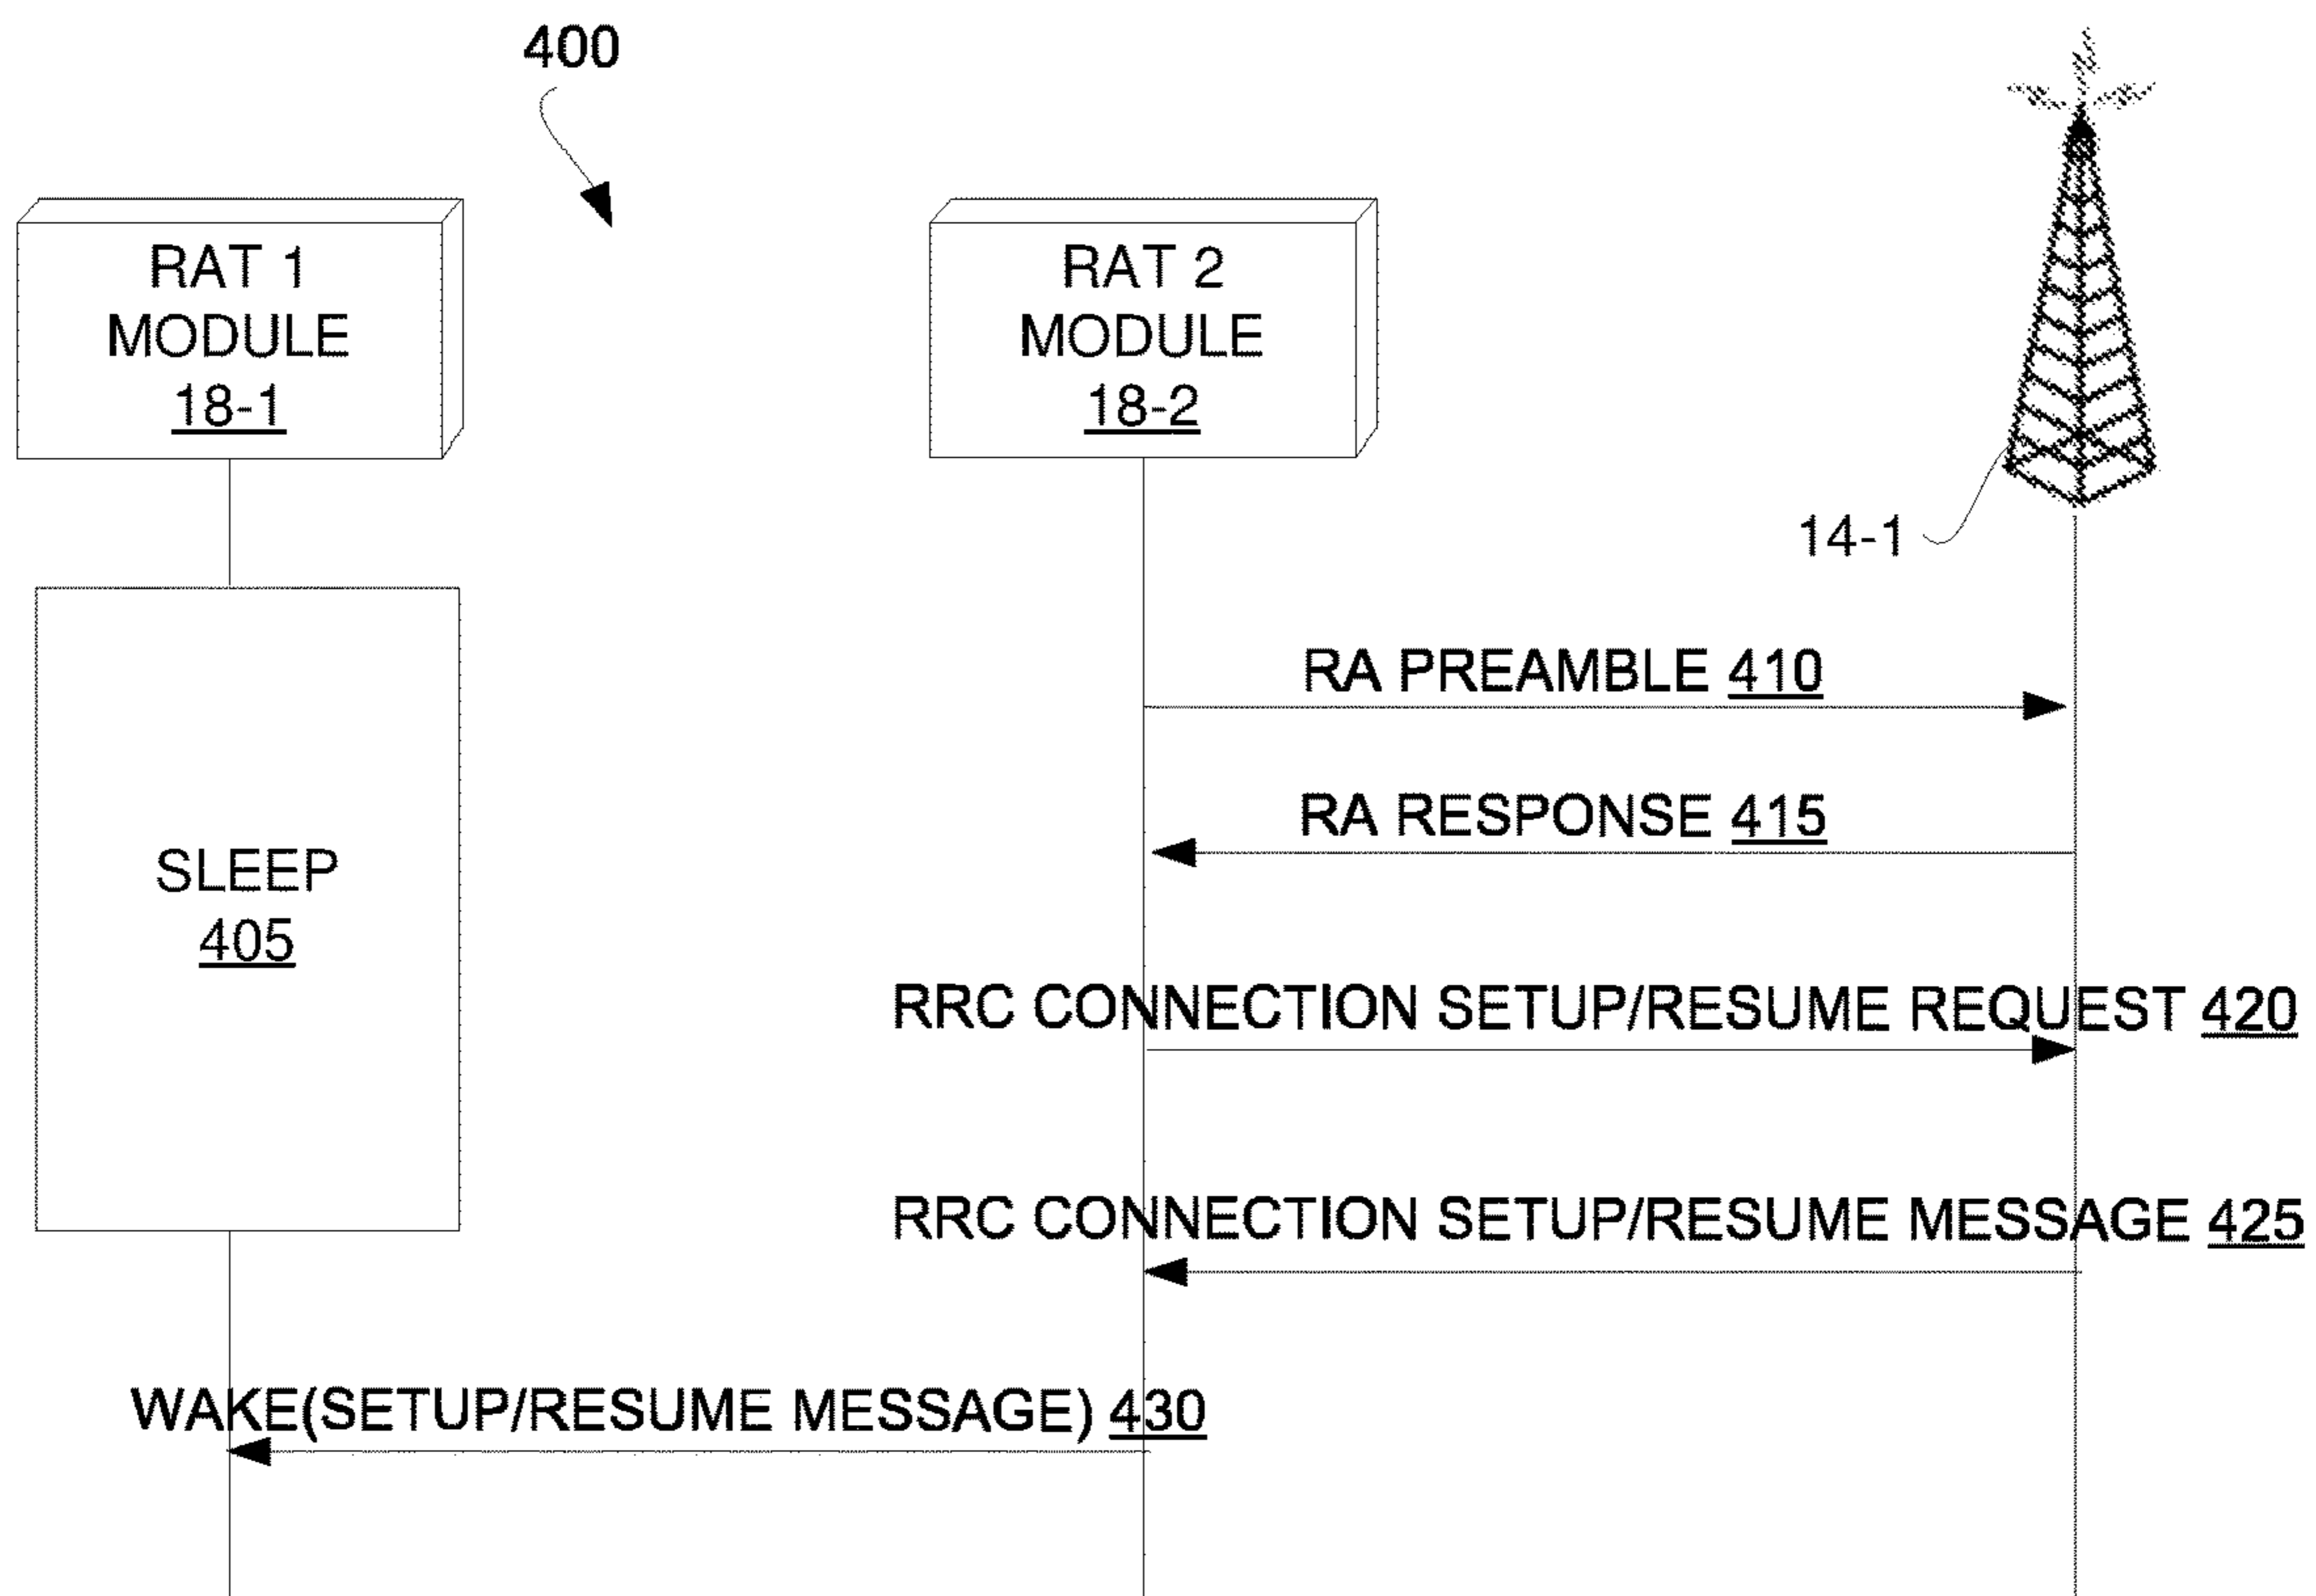 400
RAT 1
MODULE
18-1
RAT 2
MODULE
18-2
14-1
RA PREAMBLE 410
RA RESPONSE 415
SLEEP
405
RRC CONNECTION SETUP/RESUME REQUEST 420
RRC CONNECTION SETUP/RESUME MESSAGE 425
WAKE(SETUP/RESUME MESSAGE) 430